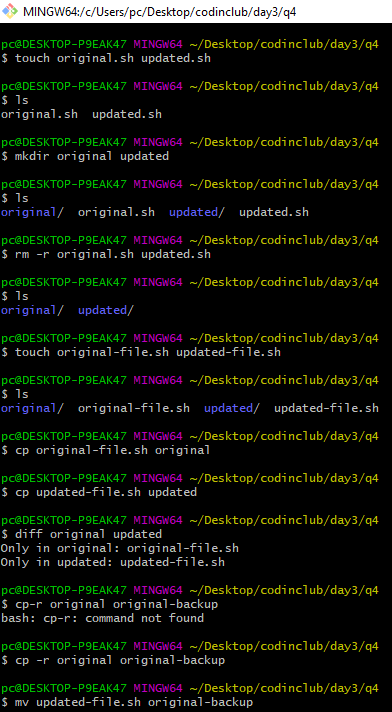 MINGW64:/c/Users/pc/Desktop/codinclub/day3/q4
pc@DESKTOP-P9EAK47 MINGW64 ~/Desktop/codinclub/day3/q4
$ touch original.sh updated.sh
pc@DESKTOP-P9EAK47 MINGW64 ~/Desktop/codinclub/day3/q4
$ ls
original.sh  updated.sh
pc@DESKTOP-P9EAK47 MINGW64 ~/Desktop/codinclub/day3/q4
$ mkdir original updated
pc@DESKTOP-P9EAK47 MINGW64 ~/Desktop/codinclub/day3/q4
$ ls
original/  original.sh  updated/  updated.sh
pc@DESKTOP-P9EAK47 MINGW64 ~/Desktop/codinclub/day3/q4
$ rm -r original.sh updated.sh
pc@DESKTOP-P9EAK47 MINGW64 ~/Desktop/codinclub/day3/q4
$ ls
original/  updated/
pc@DESKTOP-P9EAK47 MINGW64 ~/Desktop/codinclub/day3/q4
$ touch original-file.sh updated-file.sh
pc@DESKTOP-P9EAK47 MINGW64 ~/Desktop/codinclub/day3/q4
$ ls
original/  original-file.sh  updated/  updated-file.sh
pc@DESKTOP-P9EAK47 MINGW64 ~/Desktop/codinclub/day3/q4
$ cp original-file.sh original
pc@DESKTOP-P9EAK47 MINGW64 ~/Desktop/codinclub/day3/q4
$ cp updated-file.sh updated
pc@DESKTOP-P9EAK47 MINGW64 ~/Desktop/codinclub/day3/q4
$ diff original updated
Only in original: original-file.sh
Only in updated: updated-file.sh
pc@DESKTOP-P9EAK47 MINGW64 ~/Desktop/codinclub/day3/q4
$ cp-r original original-backup
bash: cp-r: command not found
pc@DESKTOP-P9EAK47 MINGW64 ~/Desktop/codinclub/day3/q4
$ cp -r original original-backup
pc@DESKTOP-P9EAK47 MINGW64 ~/Desktop/codinclub/day3/q4
$ mv updated-file.sh original-backup